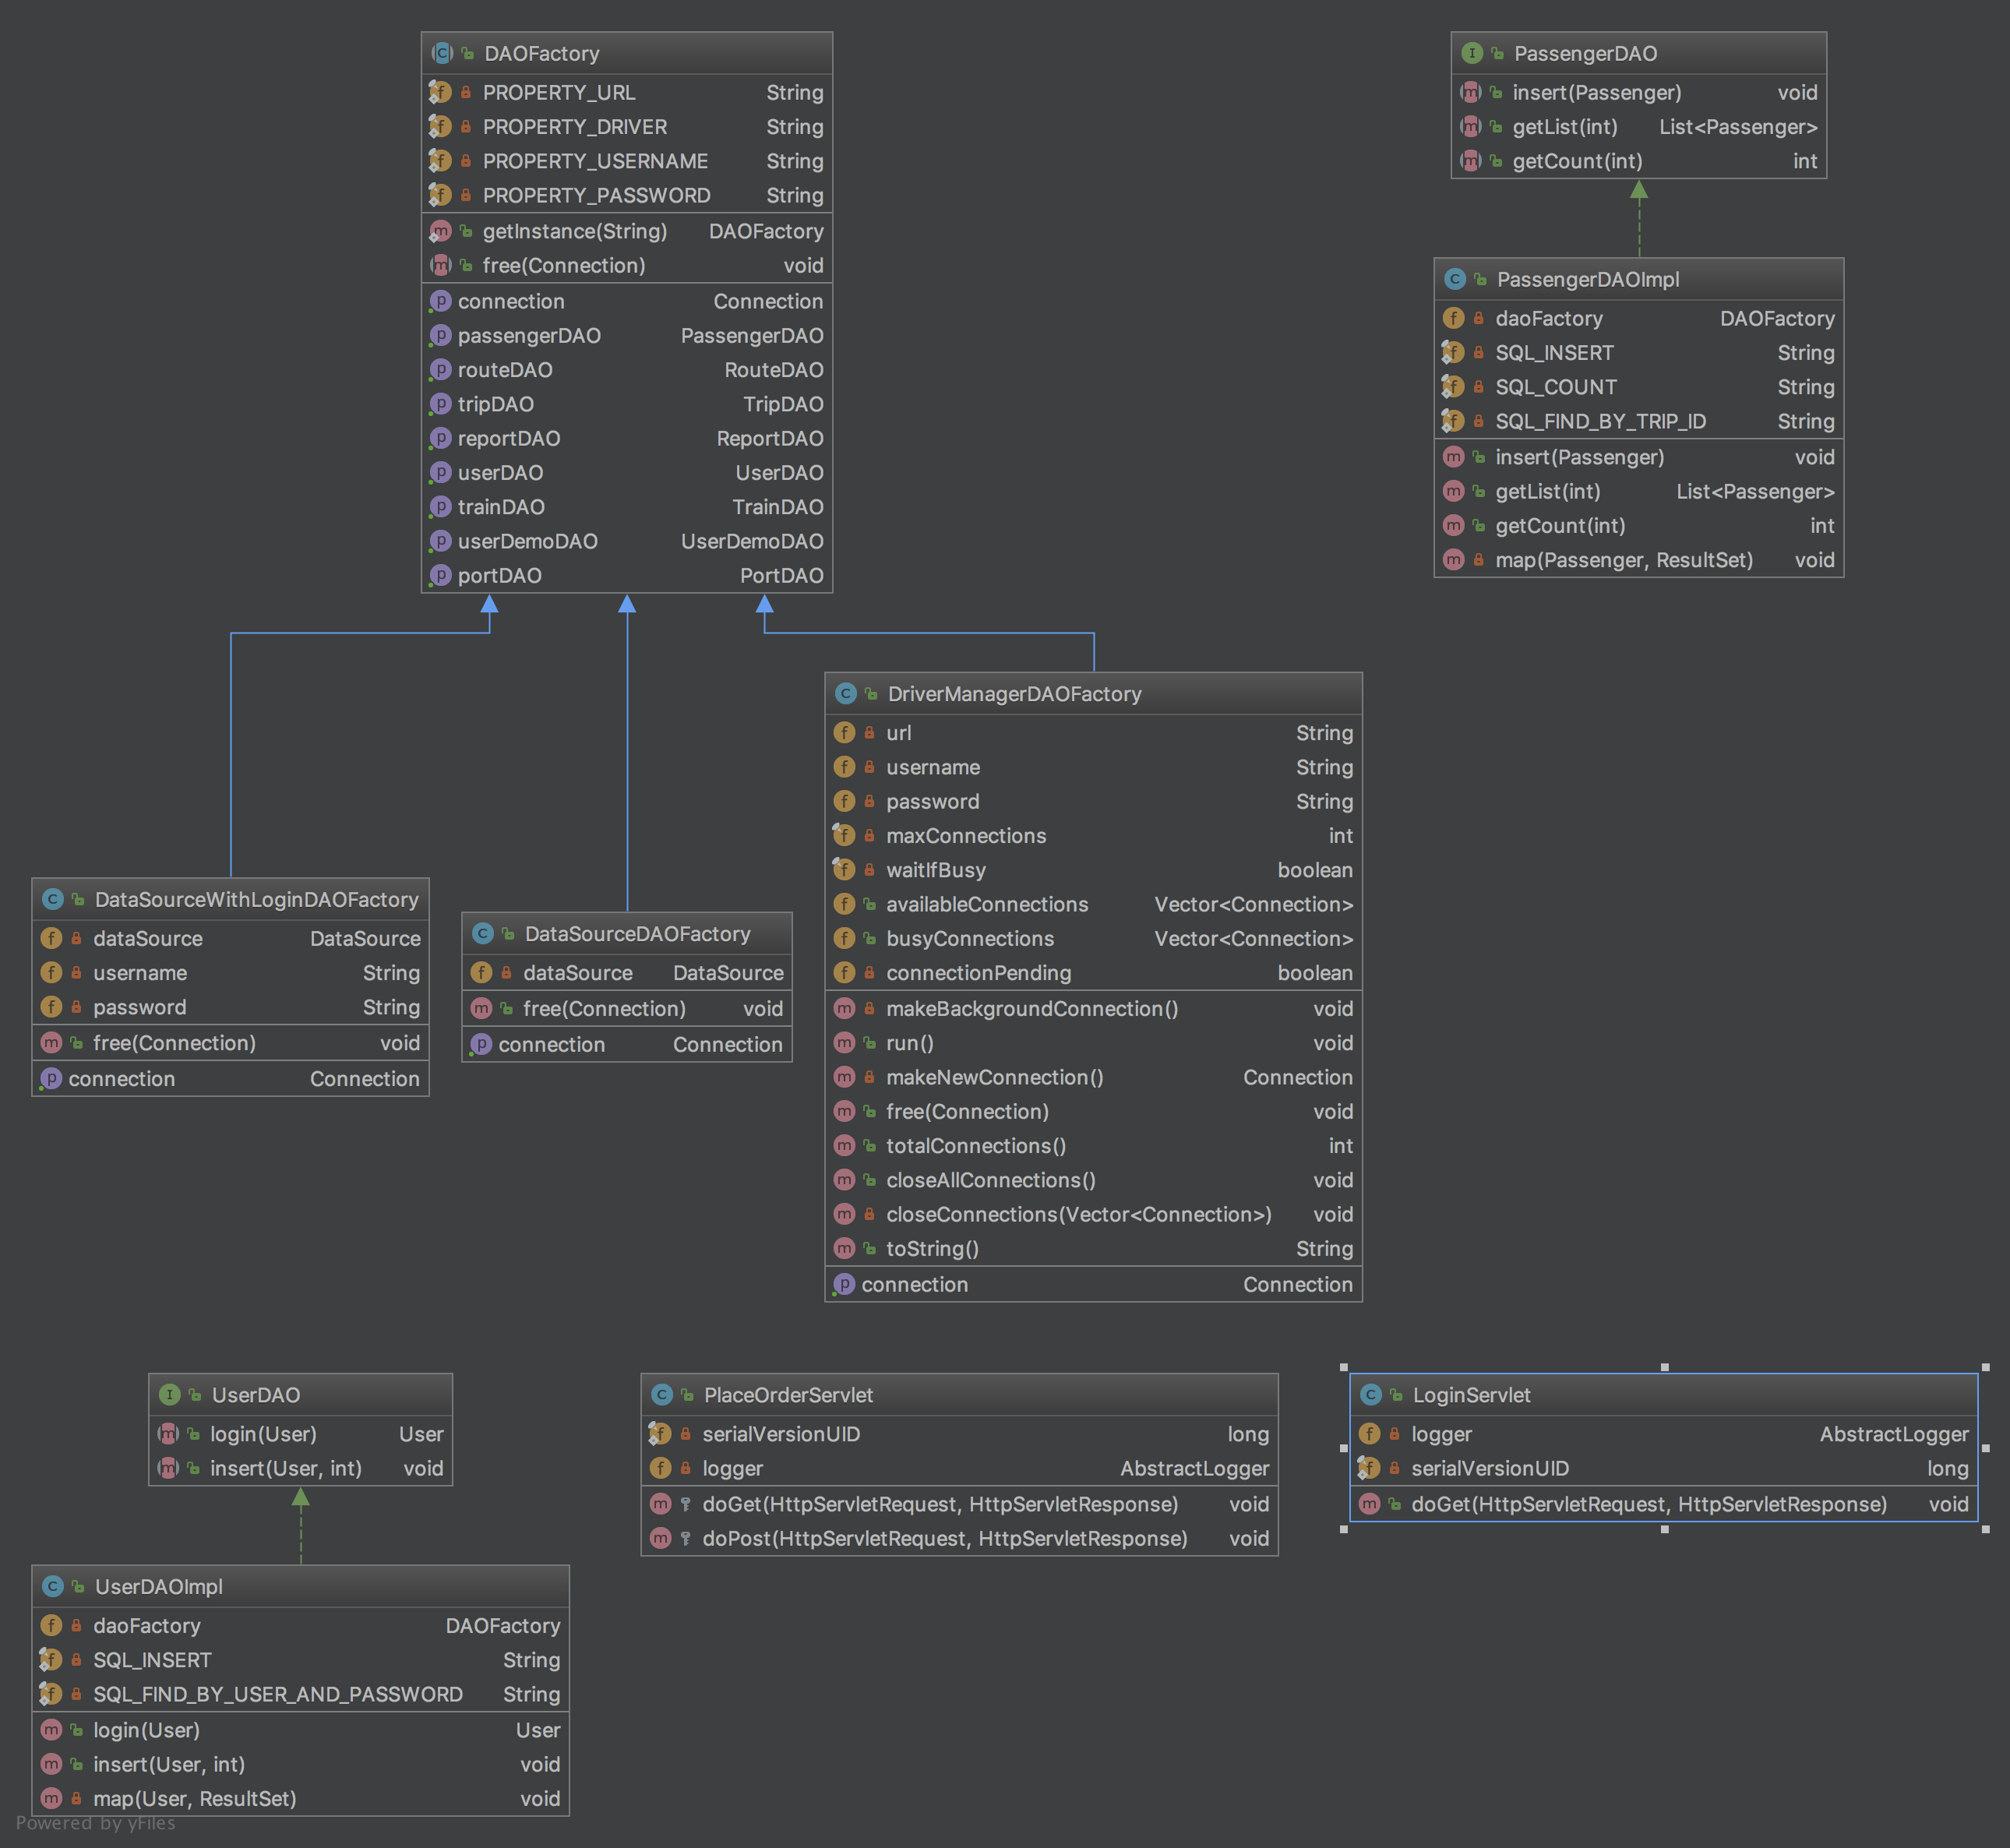 DAOFactory
PROPERTY_URL String
PROPERTY_DRIVER String
PROPERTY_USERNAME String
PROPERTY_PASSWORD String
getInstance(String) DAOFactory
free(Connection) void
connection Connection
passengerDAO PassengerDAO
routeDAO RouteDAO
tripDAO TripDAO
reportDAO ReportDAO
userDAO UserDAO
trainDAO TrainDAO
userDemoDAO UserDemoDAO
portDAO PortDAO
PassengerDAO
insert(Passenger) void
getList(int) List<Passenger>
getCount(int) int
PassengerDAOImpl
daoFactory DAOFactory
SQL_INSERT String
SQL_COUNT String
SQL_FIND_BY_TRIP_ID String
insert(Passenger) void
getList(int) List<Passenger>
getCount(int) int
map(Passenger, ResultSet) void
DataSourceWithLoginDAOFactory
dataSource DataSource
username String
password String
free(Connection) void
connection Connection
DataSourceDAOFactory
dataSource DataSource
free(Connection) void
connection Connection
DriverManagerDAOFactory
url String
username String
password String
maxConnections int
waitIfBusy boolean
availableConnections Vector<Connection>
busyConnections Vector<Connection>
connectionPending boolean
makeBackgroundConnection() void
run() void
makeNewConnection() Connection
free(Connection) void
totalConnections() int
closeAllConnections() void
closeConnections(Vector<Connection>) void
toString() String
connection Connection
UserDAO
login(User) User
insert(User, int) void
UserDAOImpl
daoFactory DAOFactory
SQL_INSERT String
SQL_FIND_BY_USER_AND_PASSWORD String
login(User) User
insert(User, int) void
map(User, ResultSet) void
PlaceOrderServlet
serialVersionUID long
logger AbstractLogger
doGet(HttpServletRequest, HttpServletResponse) void
doPost(HttpServletRequest, HttpServletResponse) void
LoginServlet
logger AbstractLogger
serialVersionUID long
doGet(HttpServletRequest, HttpServletResponse) void
Powered by yFiles